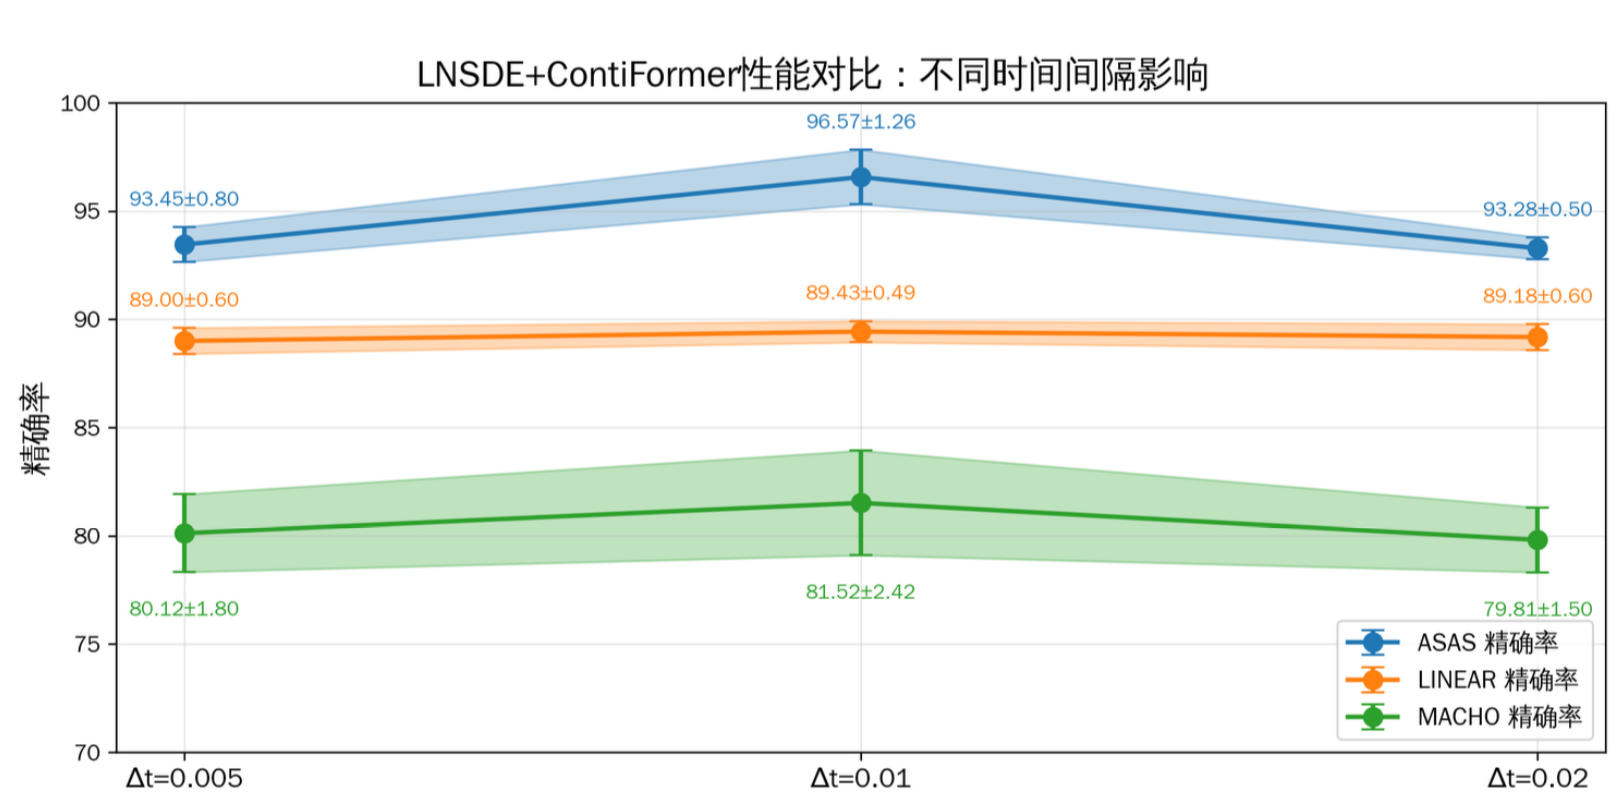 LNSDE+ContiFormer性能对比：不同时间间隔影响
100
95
90
85
80
75
70
精确率
93.45±0.80
96.57±1.26
93.28±0.50
89.00±0.60
89.43±0.49
89.18±0.60
80.12±1.80
81.52±2.42
79.81±1.50
ASAS 精确率
LINEAR 精确率
MACHO 精确率
Δt=0.005
Δt=0.01
Δt=0.02